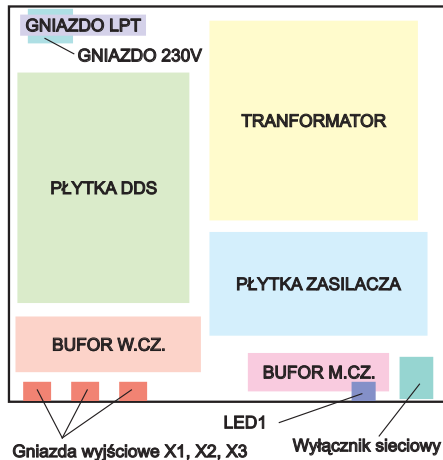 GNIAZDO LPT
GNIAZDO 230V
TRANFORMATOR
PŁYTKA DDS
PŁYTKA ZASILACZA
BUFOR W.CZ.
BUFOR M.CZ.
LED1
Gniazda wyjściowe X1, X2, X3
Wyłącznik sieciowy